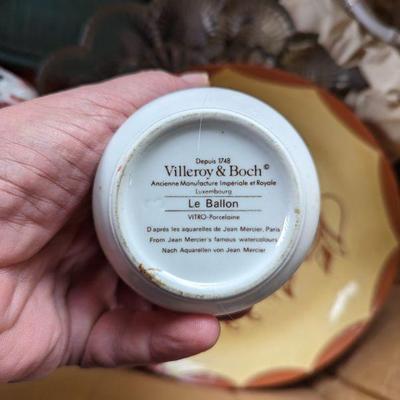 Depuis 1748
Villeroy & Boch©
Ancienne Manufacture Impériale et Royale
Luxembourg
Le Ballon
VITRO-Porcelaine
D'après les aquarelles de Jean Mercier, Paris
From Jean Mercier's famous watercolours
Nach Aquarellen von Jean Mercier